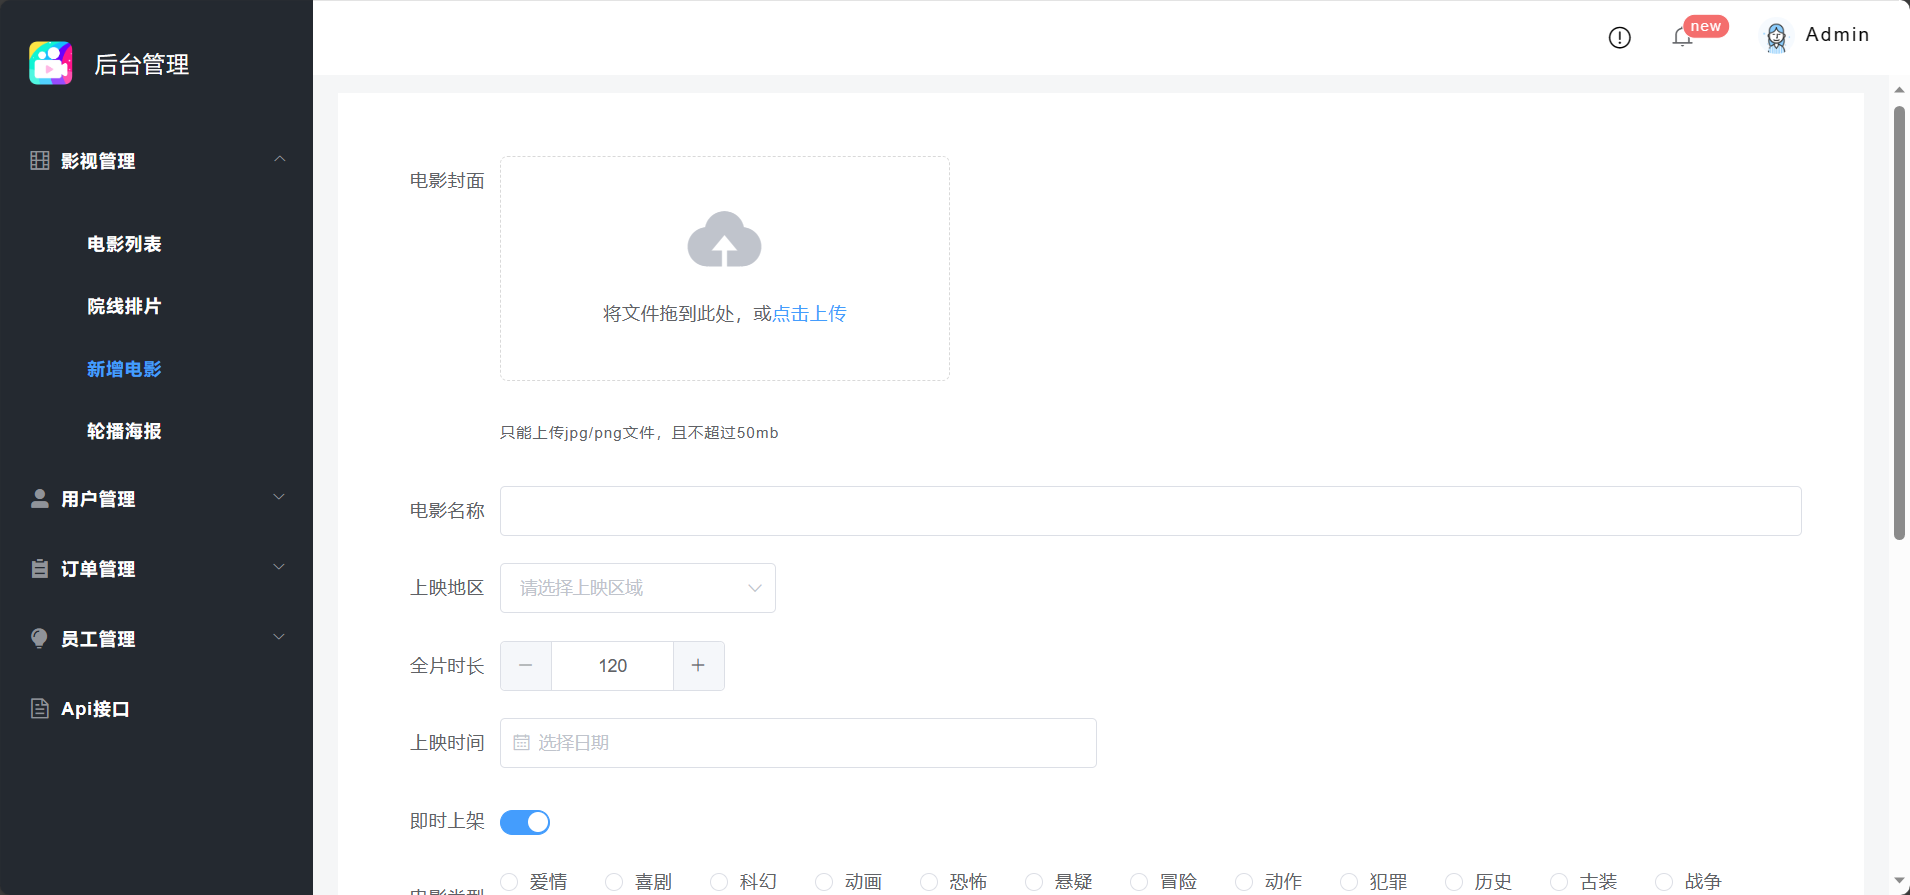 后台管理
new
Admin
影视管理
电影列表
院线排片
新增电影
轮播海报
用户管理
订单管理
员工管理
Api接口
电影封面
将文件拖到此处，或点击上传
只能上传jpg/png文件，且不超过50mb
电影名称
上映地区 请选择上映区域
全片时长 120
上映时间 选择日期
即时上架
电影类型 爱情 喜剧 科幻 动画 恐怖 悬疑 冒险 动作 犯罪 历史 古装 战争